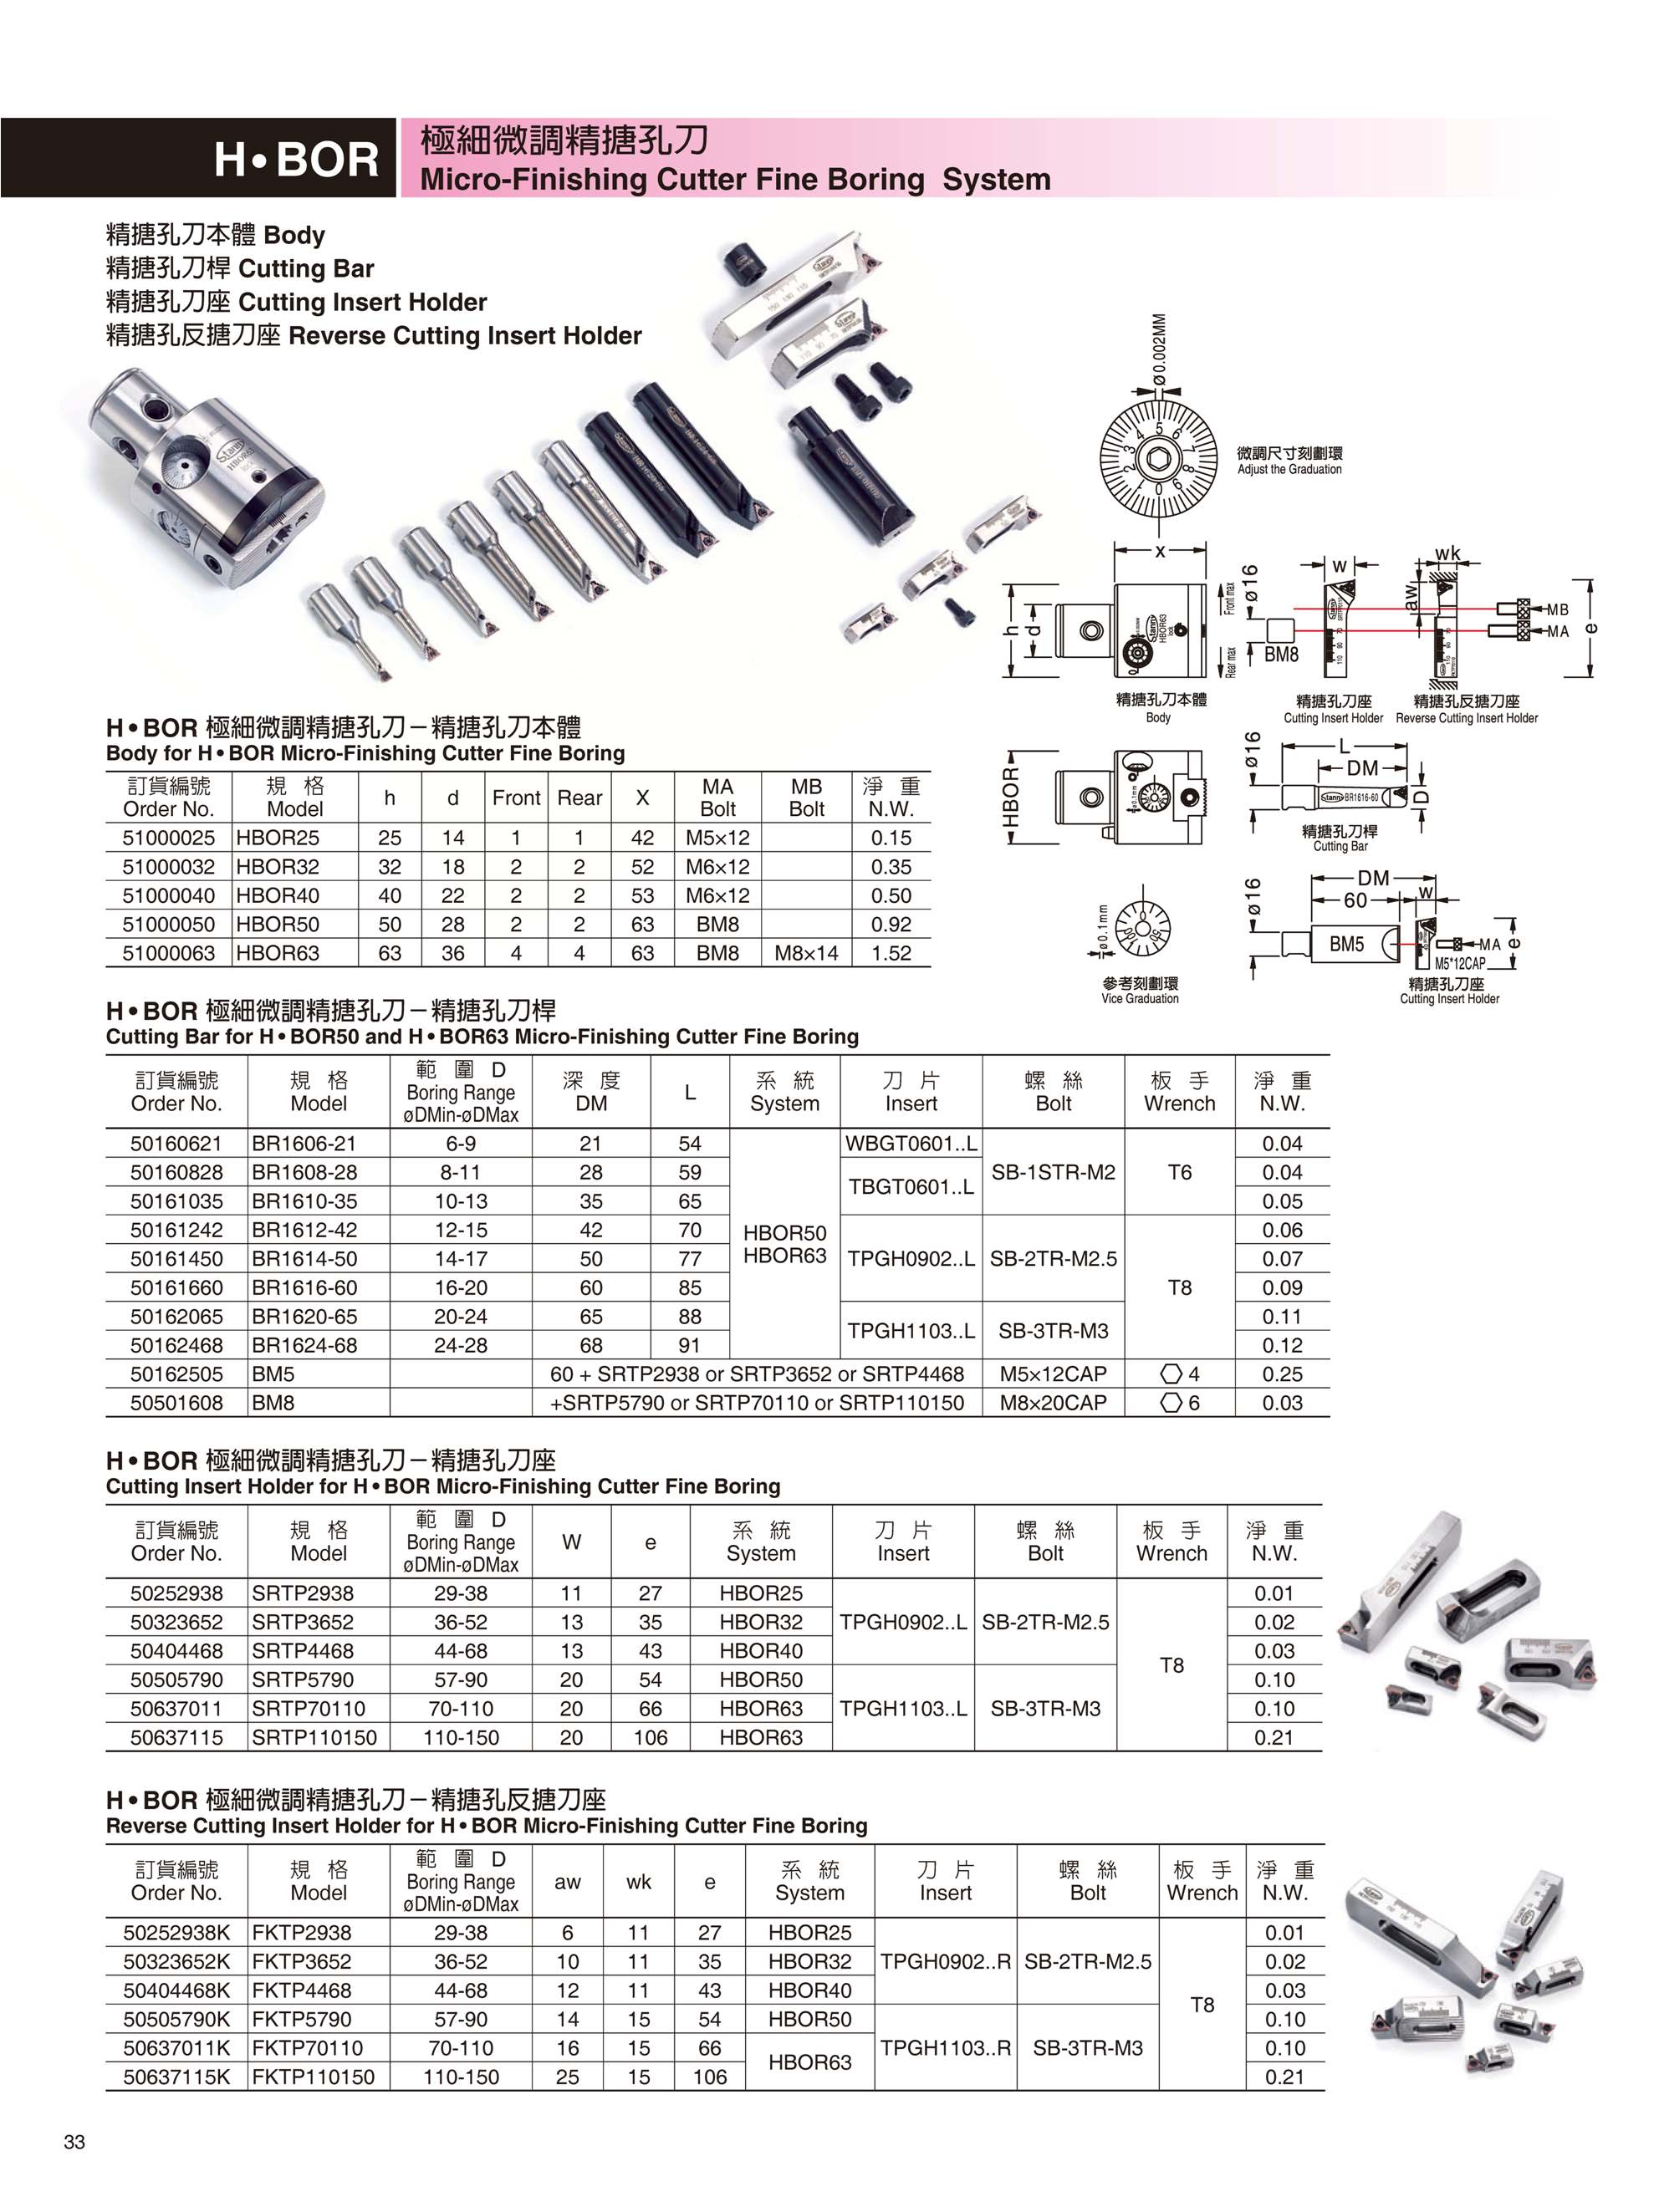 H•BOR
極細微調精搪孔刀
Micro-Finishing Cutter Fine Boring System
精搪孔刀本體 Body
精搪孔刀桿 Cutting Bar
精搪孔刀座 Cutting Insert Holder
精搪孔反搪刀座 Reverse Cutting Insert Holder
ø0.002MM
0 1 2 3 4 5 6 7 8 9
微調尺寸刻劃環
Adjust the Graduation
x
h
d
Front max
Rear max
ø16
BM8
w
wk
aw
MB
MA
e
精搪孔刀本體
Body
精搪孔刀座
Cutting Insert Holder
精搪孔反搪刀座
Reverse Cutting Insert Holder
HBOR
ø16
L
DM
D
BR1616-60
精搪孔刀桿
Cutting Bar
ø0.1mm
參考刻劃環
Vice Graduation
ø16
DM
60
w
BM5
MA
e
M5*12CAP
精搪孔刀座
Cutting Insert Holder
H•BOR 極細微調精搪孔刀－精搪孔刀本體
Body for H•BOR Micro-Finishing Cutter Fine Boring
訂貨編號 規 格 h d Front Rear X MA MB 淨 重
Order No. Model Bolt Bolt N.W.
51000025 HBOR25 25 14 1 1 42 M5×12 0.15
51000032 HBOR32 32 18 2 2 52 M6×12 0.35
51000040 HBOR40 40 22 2 2 53 M6×12 0.50
51000050 HBOR50 50 28 2 2 63 BM8 0.92
51000063 HBOR63 63 36 4 4 63 BM8 M8×14 1.52
H•BOR 極細微調精搪孔刀－精搪孔刀桿
Cutting Bar for H•BOR50 and H•BOR63 Micro-Finishing Cutter Fine Boring
訂貨編號 規 格 範 圍 D 深 度 L 系 統 刀 片 螺 絲 板 手 淨 重
Order No. Model Boring Range DM System Insert Bolt Wrench N.W.
øDMin-øDMax
50160621 BR1606-21 6-9 21 54 WBGT0601..L 0.04
50160828 BR1608-28 8-11 28 59 TBGT0601..L SB-1STR-M2 T6 0.04
50161035 BR1610-35 10-13 35 65 0.05
50161242 BR1612-42 12-15 42 70 HBOR50 0.06
50161450 BR1614-50 14-17 50 77 HBOR63 TPGH0902..L SB-2TR-M2.5 0.07
50161660 BR1616-60 16-20 60 85 T8 0.09
50162065 BR1620-65 20-24 65 88 TPGH1103..L SB-3TR-M3 0.11
50162468 BR1624-68 24-28 68 91 0.12
50162505 BM5 60 + SRTP2938 or SRTP3652 or SRTP4468 M5×12CAP 4 0.25
50501608 BM8 +SRTP5790 or SRTP70110 or SRTP110150 M8×20CAP 6 0.03
H•BOR 極細微調精搪孔刀－精搪孔刀座
Cutting Insert Holder for H•BOR Micro-Finishing Cutter Fine Boring
訂貨編號 規 格 範 圍 D W e 系 統 刀 片 螺 絲 板 手 淨 重
Order No. Model Boring Range System Insert Bolt Wrench N.W.
øDMin-øDMax
50252938 SRTP2938 29-38 11 27 HBOR25 0.01
50323652 SRTP3652 36-52 13 35 HBOR32 TPGH0902..L SB-2TR-M2.5 0.02
50404468 SRTP4468 44-68 13 43 HBOR40 T8 0.03
50505790 SRTP5790 57-90 20 54 HBOR50 0.10
50637011 SRTP70110 70-110 20 66 HBOR63 TPGH1103..L SB-3TR-M3 0.10
50637115 SRTP110150 110-150 20 106 HBOR63 0.21
H•BOR 極細微調精搪孔刀－精搪孔反搪刀座
Reverse Cutting Insert Holder for H•BOR Micro-Finishing Cutter Fine Boring
訂貨編號 規 格 範 圍 D aw wk e 系 統 刀 片 螺 絲 板 手 淨 重
Order No. Model Boring Range System Insert Bolt Wrench N.W.
øDMin-øDMax
50252938K FKTP2938 29-38 6 11 27 HBOR25 0.01
50323652K FKTP3652 36-52 10 11 35 HBOR32 TPGH0902..R SB-2TR-M2.5 0.02
50404468K FKTP4468 44-68 12 11 43 HBOR40 T8 0.03
50505790K FKTP5790 57-90 14 15 54 HBOR50 0.10
50637011K FKTP70110 70-110 16 15 66 HBOR63 TPGH1103..R SB-3TR-M3 0.10
50637115K FKTP110150 110-150 25 15 106 0.21
33